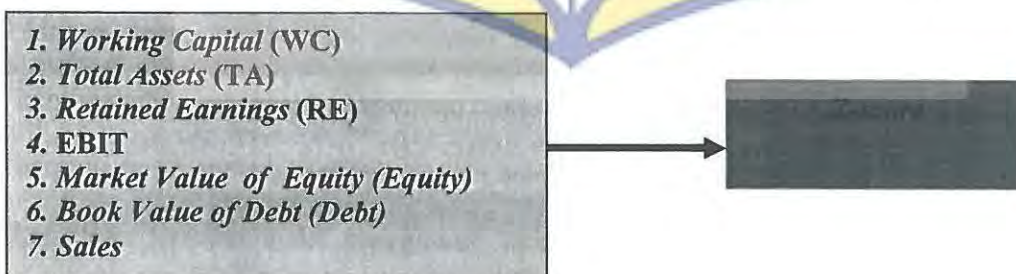 1. Working Capital (WC)
2. Total Assets (TA)
3. Retained Earnings (RE)
4. EBIT
5. Market Value of Equity (Equity)
6. Book Value of Debt (Debt)
7. Sales